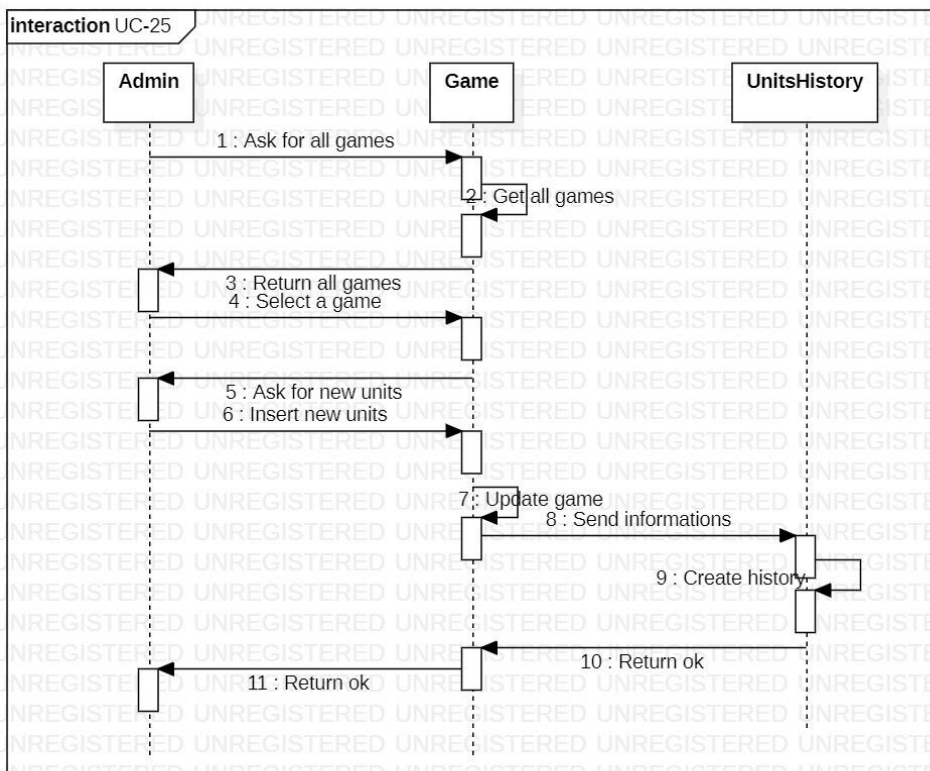 interaction UC-25
Admin
Game
UnitsHistory
1 : Ask for all games
2 : Get all games
3 : Return all games
4 : Select a game
5 : Ask for new units
6 : Insert new units
7 : Update game
8 : Send informations
9 : Create history
10 : Return ok
11 : Return ok
UNREGISTERED